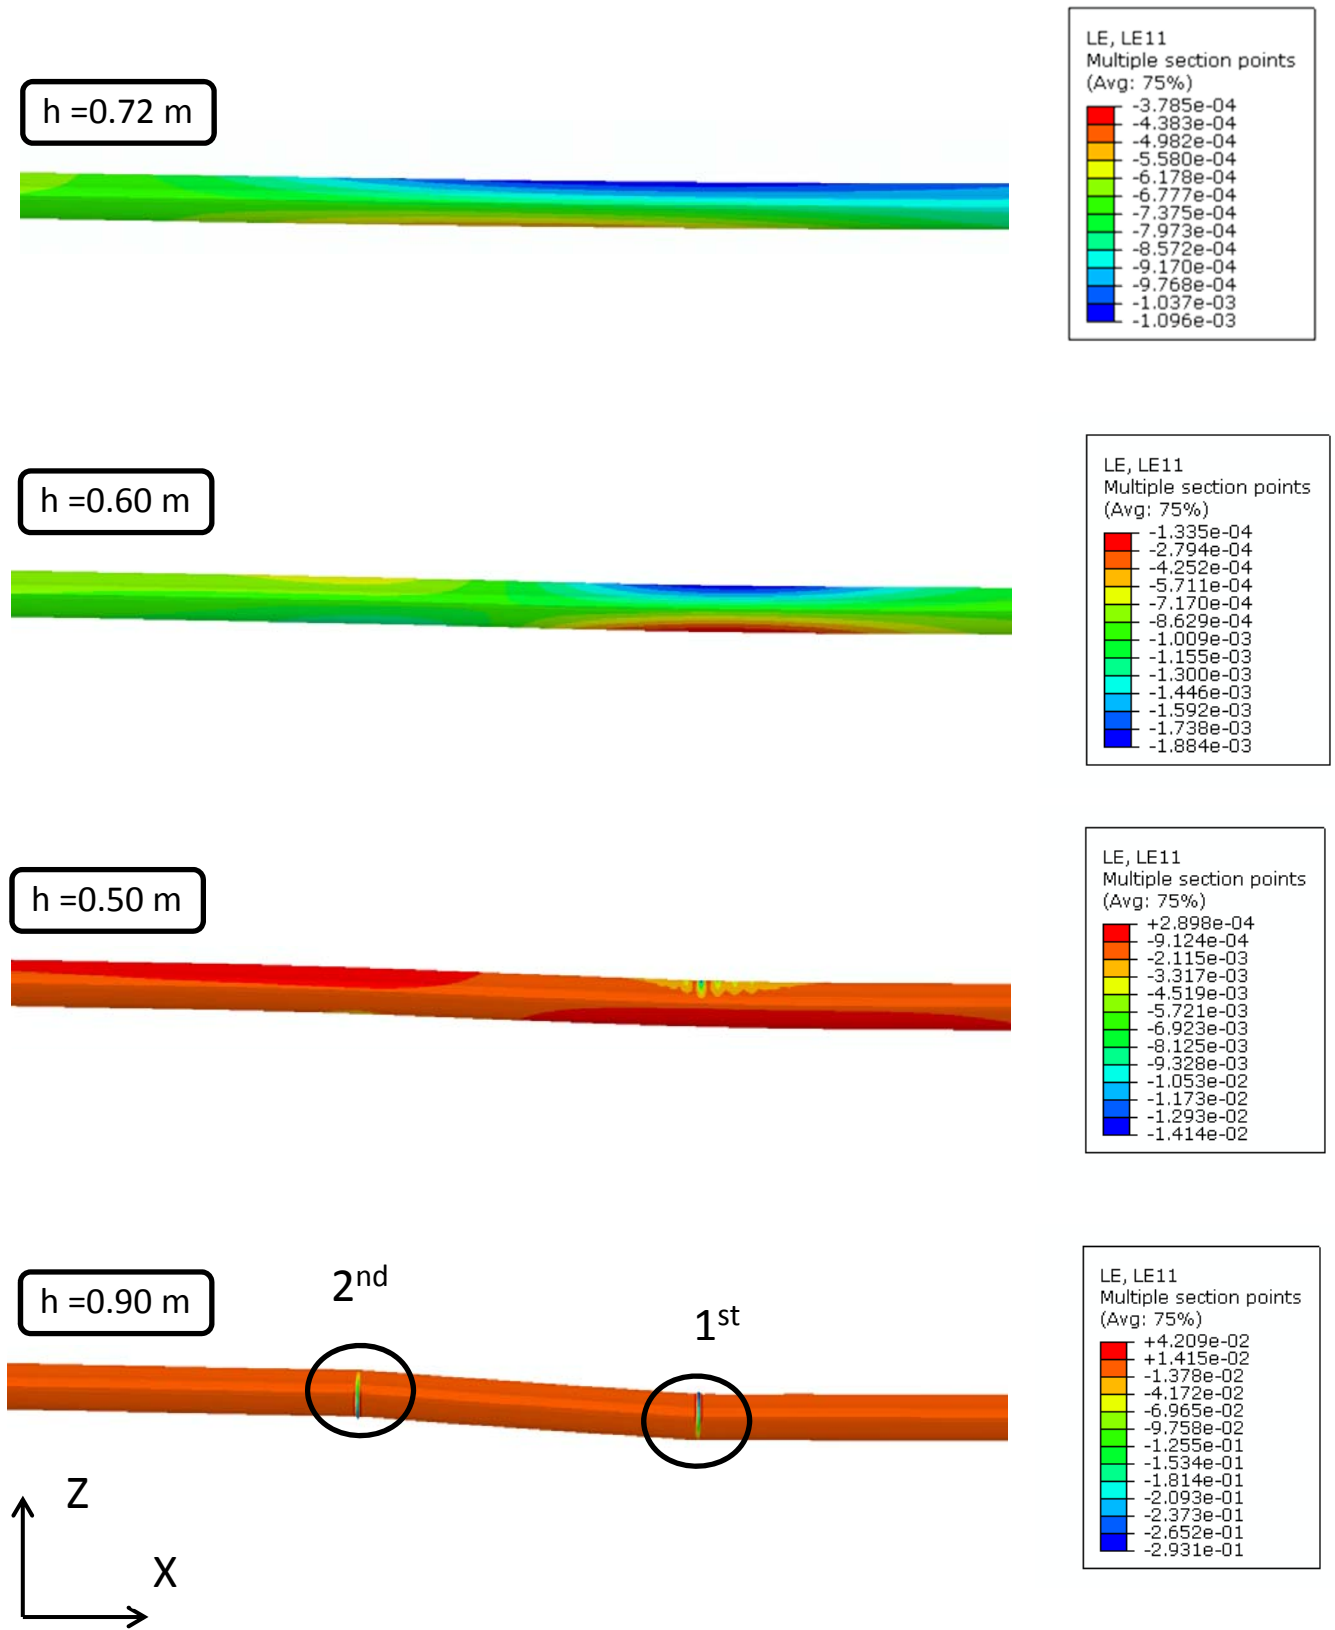 h =0.72 m
LE, LE11
Multiple section points
(Avg: 75%)
-3.785e-04
-4.383e-04
-4.982e-04
-5.580e-04
-6.178e-04
-6.777e-04
-7.375e-04
-7.973e-04
-8.572e-04
-9.170e-04
-9.768e-04
-1.037e-03
-1.096e-03
h =0.60 m
LE, LE11
Multiple section points
(Avg: 75%)
-1.335e-04
-2.794e-04
-4.252e-04
-5.711e-04
-7.170e-04
-8.629e-04
-1.009e-03
-1.155e-03
-1.300e-03
-1.446e-03
-1.592e-03
-1.738e-03
-1.884e-03
h =0.50 m
LE, LE11
Multiple section points
(Avg: 75%)
+2.898e-04
-9.124e-04
-2.115e-03
-3.317e-03
-4.519e-03
-5.721e-03
-6.923e-03
-8.125e-03
-9.328e-03
-1.053e-02
-1.173e-02
-1.293e-02
-1.414e-02
h =0.90 m
2nd
1st
LE, LE11
Multiple section points
(Avg: 75%)
+4.209e-02
+1.415e-02
-1.378e-02
-4.172e-02
-6.965e-02
-9.758e-02
-1.255e-01
-1.534e-01
-1.814e-01
-2.093e-01
-2.373e-01
-2.652e-01
-2.931e-01
Z
X